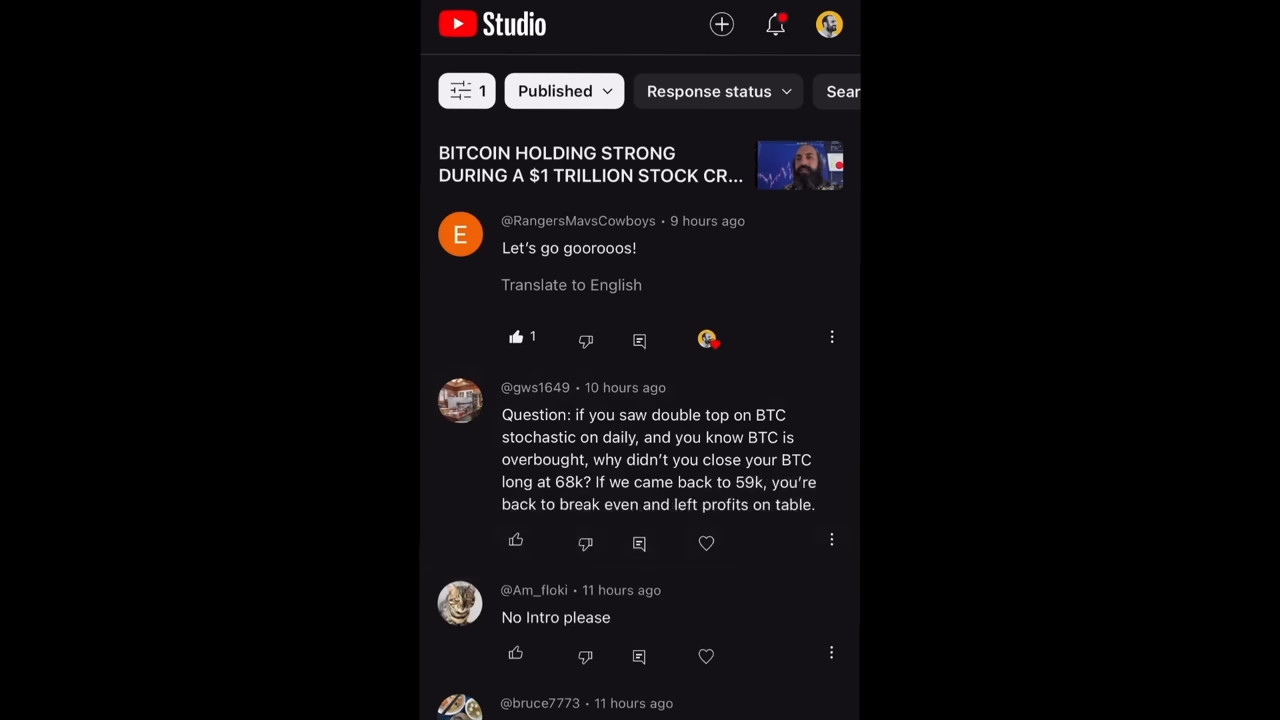 Studio
1
Published
Response status
Sear
BITCOIN HOLDING STRONG
DURING A $1 TRILLION STOCK CR...
E
@RangersMavsCowboys • 9 hours ago
Let’s go goorooos!
Translate to English
1
@gws1649 • 10 hours ago
Question: if you saw double top on BTC
stochastic on daily, and you know BTC is
overbought, why didn’t you close your BTC
long at 68k? If we came back to 59k, you’re
back to break even and left profits on table.
@Am_floki • 11 hours ago
No Intro please
@bruce7773 • 11 hours ago